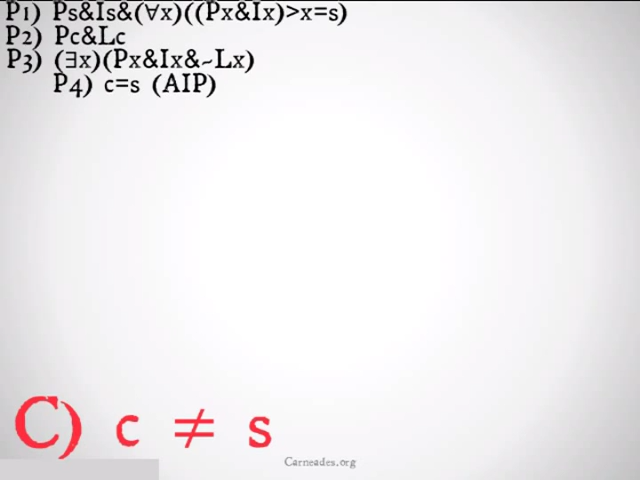 P1) Ps&Is&(∀x)((Px&Ix)>x=s)
P2) Pc&Lc
P3) (∃x)(Px&Ix&~Lx)
P4) c=s (AIP)
C) c ≠ s
Carneades.org